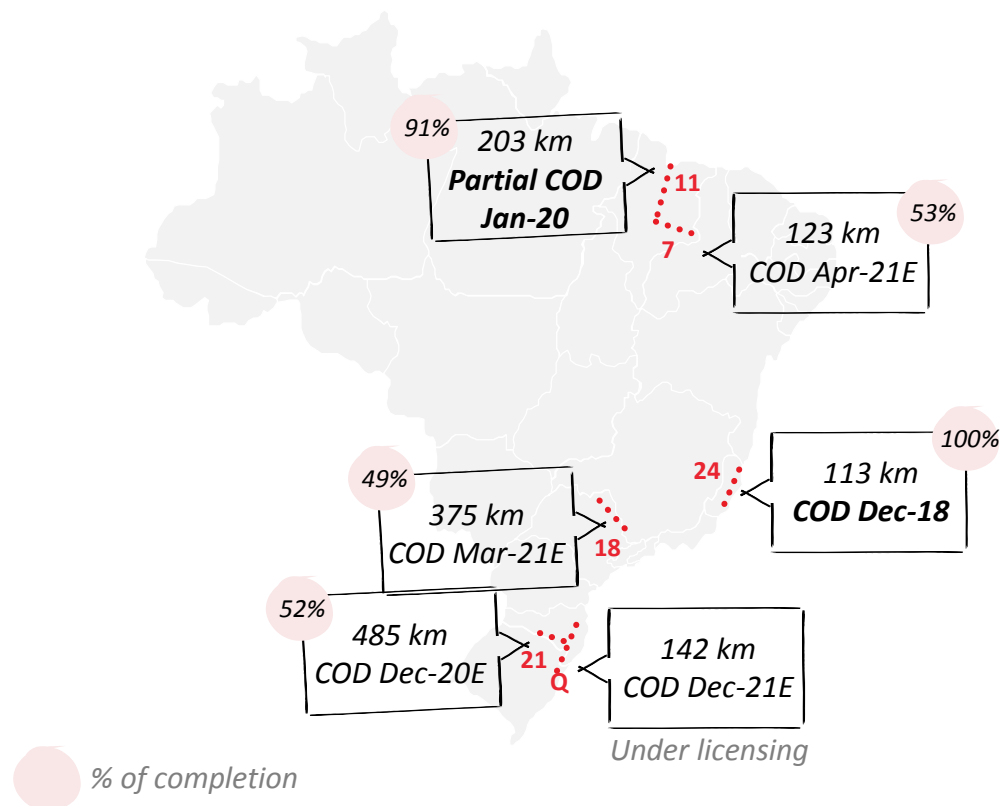 91%
203 km
Partial COD
Jan-20
11
7
53%
123 km
COD Apr-21E
100%
24
113 km
COD Dec-18
49%
375 km
COD Mar-21E
18
52%
485 km
COD Dec-20E
21
Q
142 km
COD Dec-21E
Under licensing
% of completion